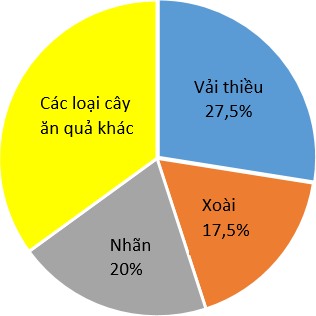 Vải thiều
27,5%
Các loại cây
ăn quả khác
Xoài
17,5%
Nhãn
20%